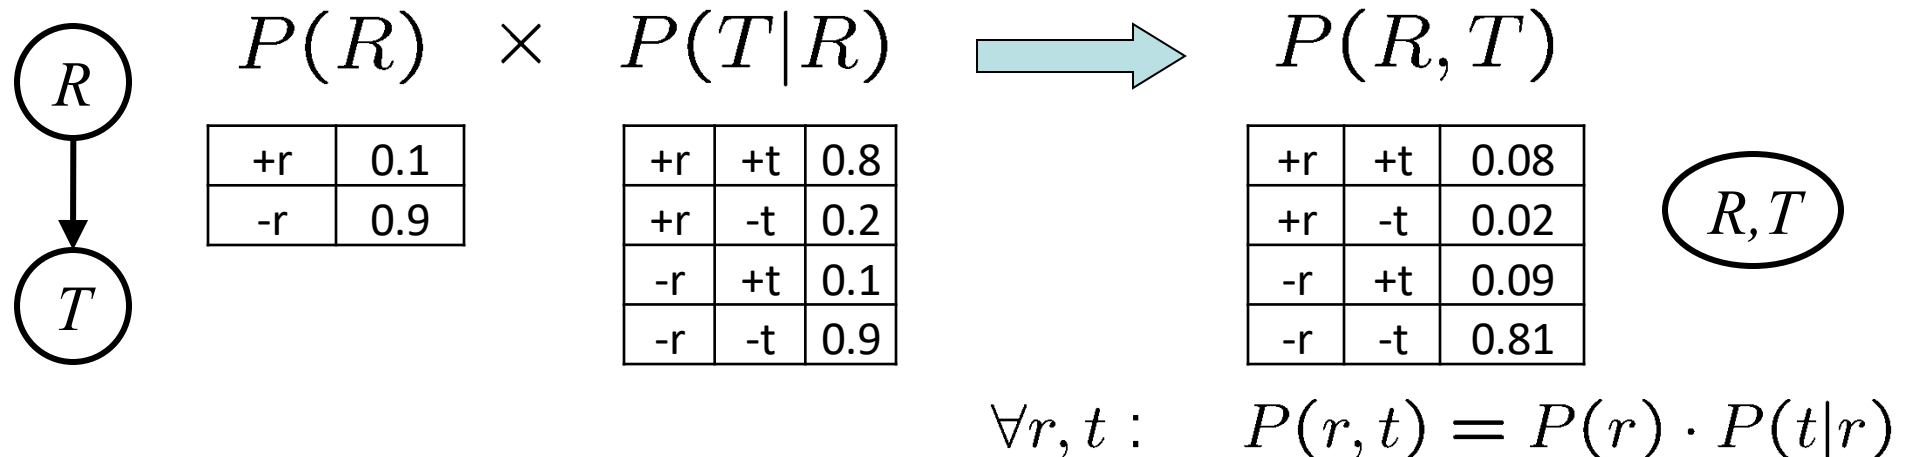 R
T
P(R) × P(T|R) P(R, T)
+r 0.1
-r 0.9
+r +t 0.8
+r -t 0.2
-r +t 0.1
-r -t 0.9
+r +t 0.08
+r -t 0.02
-r +t 0.09
-r -t 0.81
R,T
∀r, t : P(r, t) = P(r) · P(t|r)